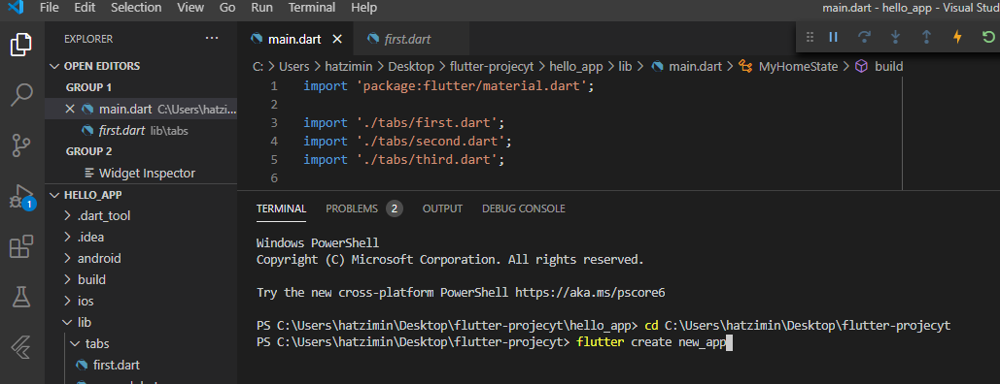 File Edit View Go Run Terminal Help main.dart - hello_app - Visual Stud
EXPLORER ···
main.dart
first.dart
OPEN EDITORS
GROUP 1
main.dart C:\Users\hatzi...
first.dart lib\tabs
GROUP 2
Widget Inspector
HELLO_APP
.dart_tool
.idea
android
build
ios
lib
tabs
first.dart
1
C: > Users > hatzimin > Desktop > flutter-projecyt > hello_app > lib > main.dart > MyHomeState > build
1 import 'package:flutter/material.dart';
2
3 import './tabs/first.dart';
4 import './tabs/second.dart';
5 import './tabs/third.dart';
6
TERMINAL PROBLEMS 2 OUTPUT DEBUG CONSOLE
Windows PowerShell
Copyright (C) Microsoft Corporation. All rights reserved.
Try the new cross-platform PowerShell https://aka.ms/pscore6
PS C:\Users\hatzimin\Desktop\flutter-projecyt\hello_app> cd C:\Users\hatzimin\Desktop\flutter-projecyt
PS C:\Users\hatzimin\Desktop\flutter-projecyt> flutter create new_app